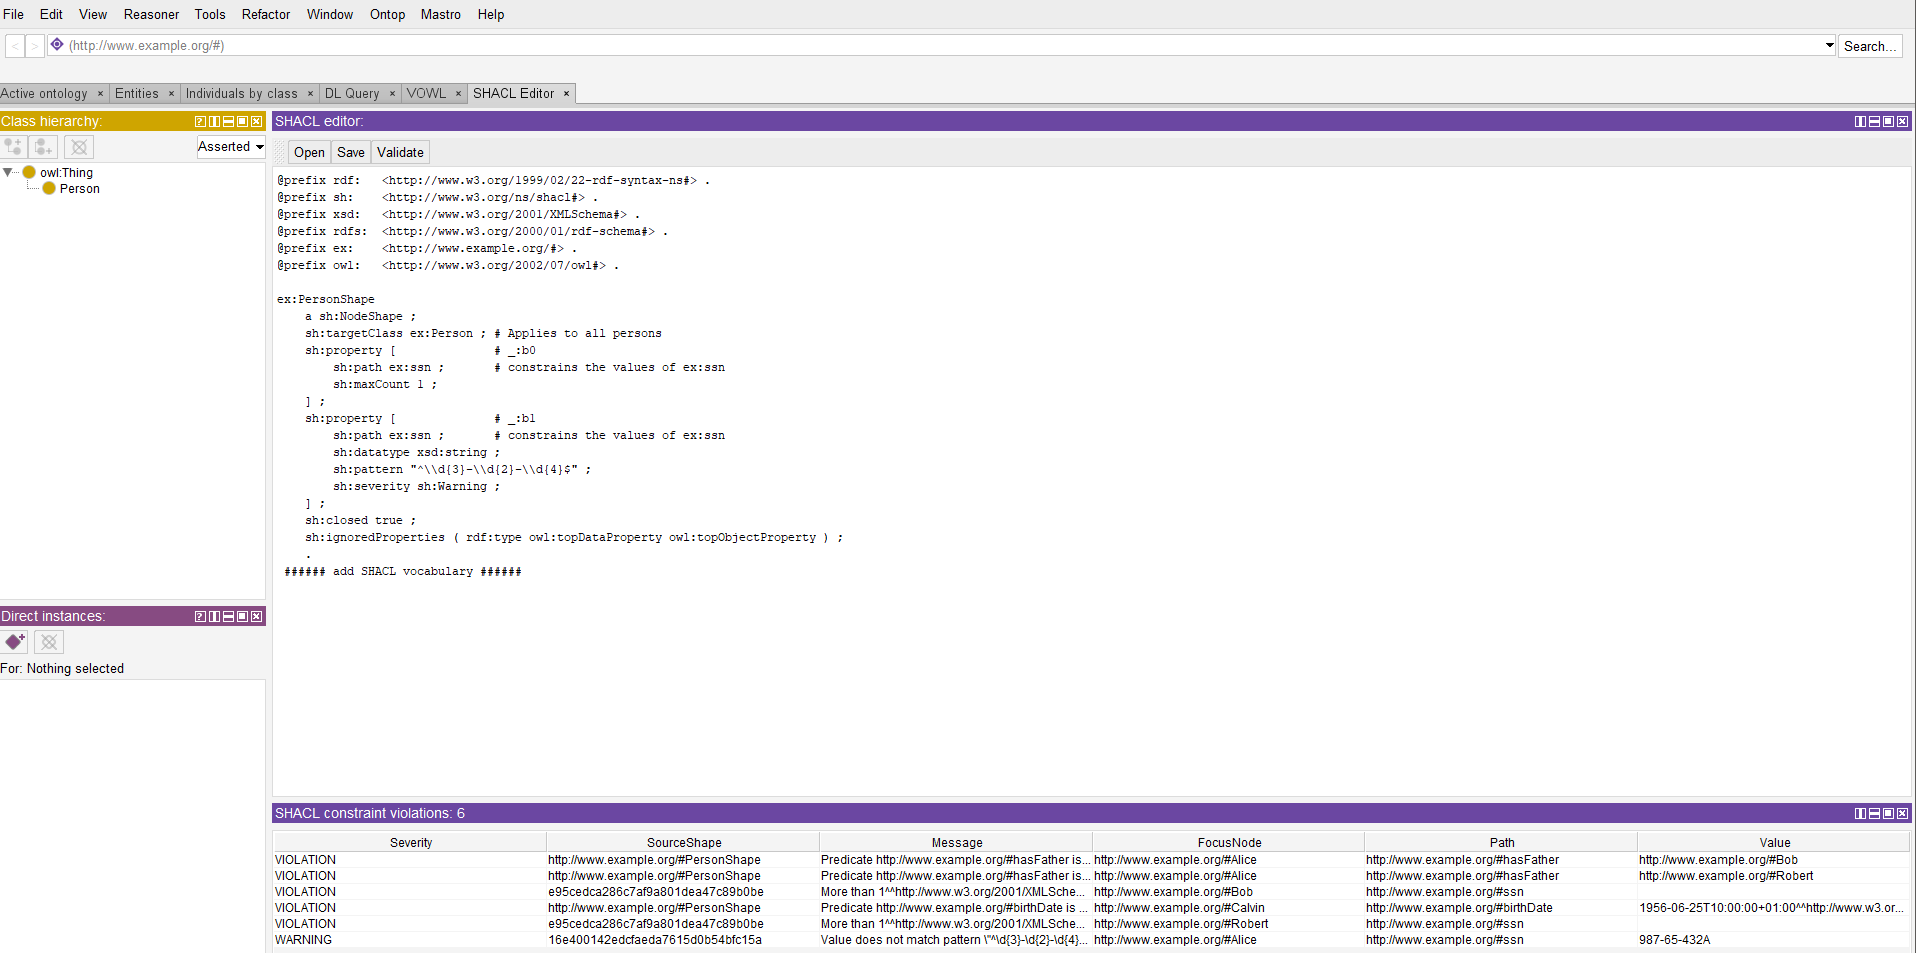 File Edit View Reasoner Tools Refactor Window Ontop Mastro Help
< > (http://www.example.org/#) Search...
Active ontology × Entities × Individuals by class × DL Query × VOWL × SHACL Editor ×
Class hierarchy:
Asserted
owl:Thing
Person
Direct instances:
For: Nothing selected
SHACL editor:
Open Save Validate
@prefix rdf:   <http://www.w3.org/1999/02/22-rdf-syntax-ns#> .
@prefix sh:    <http://www.w3.org/ns/shacl#> .
@prefix xsd:   <http://www.w3.org/2001/XMLSchema#> .
@prefix rdfs:  <http://www.w3.org/2000/01/rdf-schema#> .
@prefix ex:    <http://www.example.org/#> .
@prefix owl:   <http://www.w3.org/2002/07/owl#> .
ex:PersonShape
    a sh:NodeShape ;
    sh:targetClass ex:Person ; # Applies to all persons
    sh:property [              # _:b0
        sh:path ex:ssn ;       # constrains the values of ex:ssn
        sh:maxCount 1 ;
    ] ;
    sh:property [              # _:b1
        sh:path ex:ssn ;       # constrains the values of ex:ssn
        sh:datatype xsd:string ;
        sh:pattern "^\\d{3}-\\d{2}-\\d{4}$" ;
        sh:severity sh:Warning ;
    ] ;
    sh:closed true ;
    sh:ignoredProperties ( rdf:type owl:topDataProperty owl:topObjectProperty ) ;
    .
 ###### add SHACL vocabulary ######
SHACL constraint violations: 6
Severity SourceShape Message FocusNode Path Value
VIOLATION http://www.example.org/#PersonShape Predicate http://www.example.org/#hasFather is... http://www.example.org/#Alice http://www.example.org/#hasFather http://www.example.org/#Bob
VIOLATION http://www.example.org/#PersonShape Predicate http://www.example.org/#hasFather is... http://www.example.org/#Alice http://www.example.org/#hasFather http://www.example.org/#Robert
VIOLATION e95cedca286c7af9a801dea47c89b0be More than 1^^http://www.w3.org/2001/XMLSche... http://www.example.org/#Bob http://www.example.org/#ssn
VIOLATION http://www.example.org/#PersonShape Predicate http://www.example.org/#birthDate is ... http://www.example.org/#Calvin http://www.example.org/#birthDate 1956-06-25T10:00:00+01:00^^http://www.w3.or...
VIOLATION e95cedca286c7af9a801dea47c89b0be More than 1^^http://www.w3.org/2001/XMLSche... http://www.example.org/#Robert http://www.example.org/#ssn
WARNING 16e400142edcfaeda7615d0b54bfc15a Value does not match pattern \"^\d{3}-\d{2}-\d{4}... http://www.example.org/#Alice http://www.example.org/#ssn 987-65-432A